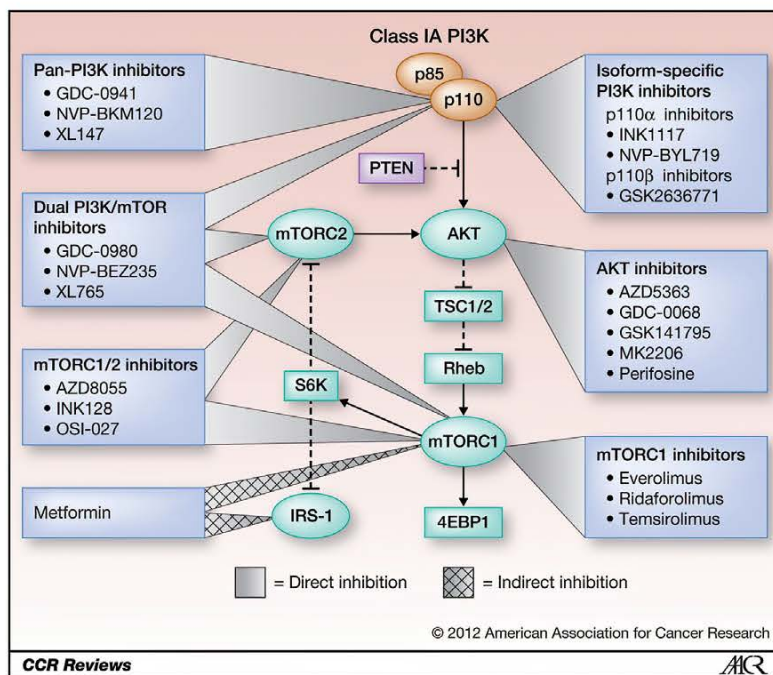 Class IA PI3K
p85
p110
Pan-PI3K inhibitors
• GDC-0941
• NVP-BKM120
• XL147
Isoform-specific
PI3K inhibitors
p110α inhibitors
• INK1117
• NVP-BYL719
p110β inhibitors
• GSK2636771
PTEN
Dual PI3K/mTOR
inhibitors
• GDC-0980
• NVP-BEZ235
• XL765
mTORC2
AKT
AKT inhibitors
• AZD5363
• GDC-0068
• GSK141795
• MK2206
• Perifosine
TSC1/2
mTORC1/2 inhibitors
• AZD8055
• INK128
• OSI-027
S6K
Rheb
mTORC1
mTORC1 inhibitors
• Everolimus
• Ridaforolimus
• Temsirolimus
Metformin
IRS-1
4EBP1
= Direct inhibition
= Indirect inhibition
© 2012 American Association for Cancer Research
CCR Reviews
AACR